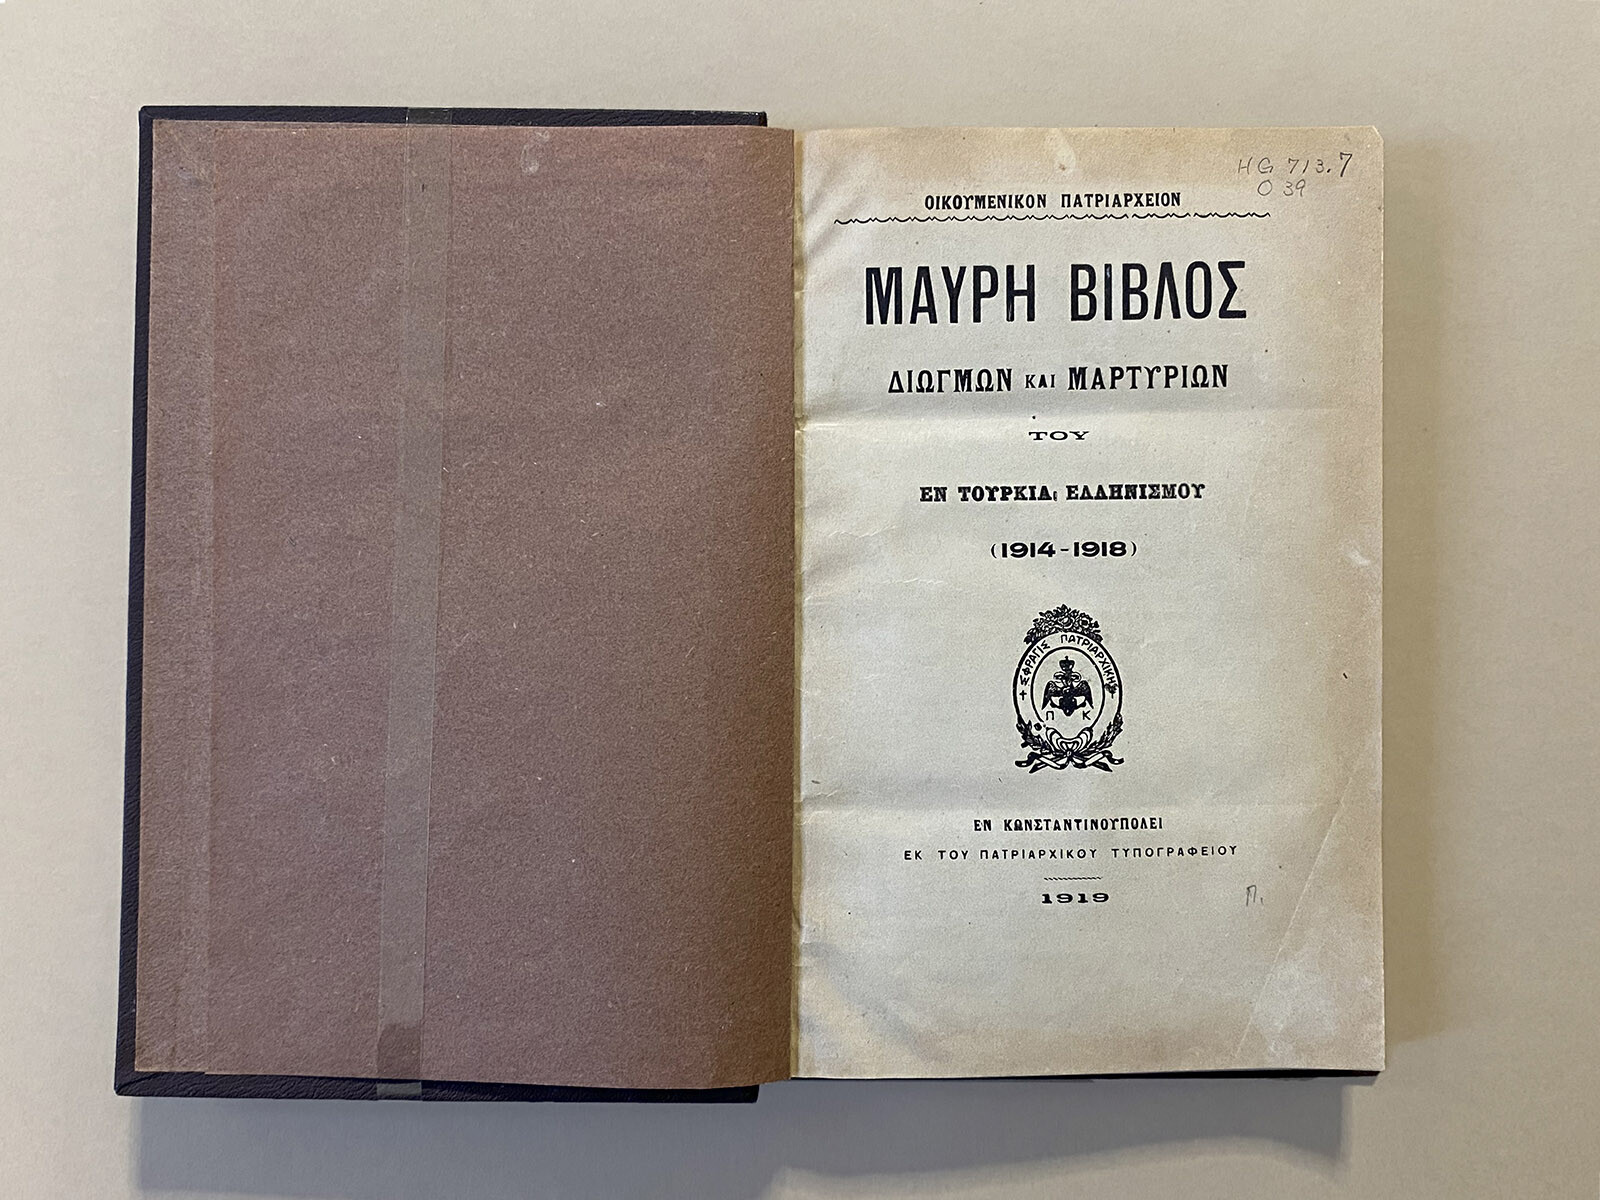 HG 713.7
O 39
ΟΙΚΟΥΜΕΝΙΚΟΝ ΠΑΤΡΙΑΡΧΕΙΟΝ
ΜΑΥΡΗ ΒΙΒΛΟΣ
ΔΙΩΓΜΩΝ ΚΑΙ ΜΑΡΤΥΡΙΩΝ
ΤΟΥ
ΕΝ ΤΟΥΡΚΙΑι ΕΛΛΗΝΙΣΜΟΥ
(1914-1918)
ΣΦΡΑΓΙΣ ΠΑΤΡΙΑΡΧΙΚΗ
Π Κ
ΕΝ ΚΩΝΣΤΑΝΤΙΝΟΥΠΟΛΕΙ
ΕΚ ΤΟΥ ΠΑΤΡΙΑΡΧΙΚΟΥ ΤΥΠΟΓΡΑΦΕΙΟΥ
1919
Π.